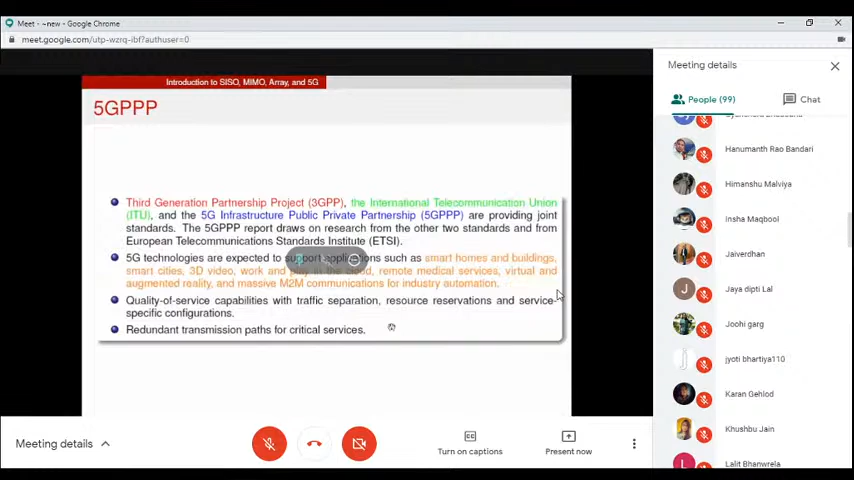 Meet - ~new - Google Chrome
meet.google.com/utp-wzrq-ibf?authuser=0
Introduction to SISO, MIMO, Array, and 5G
5GPPP
Third Generation Partnership Project (3GPP), the International Telecommunication Union
(ITU), and the 5G Infrastructure Public Private Partnership (5GPPP) are providing joint
standards. The 5GPPP report draws on research from the other two standards and from
European Telecommunications Standards Institute (ETSI).
5G technologies are expected to support applications such as smart homes and buildings,
smart cities, 3D video, work and play in the cloud, remote medical services, virtual and
augmented reality, and massive M2M communications for industry automation.
Quality-of-service capabilities with traffic separation, resource reservations and service-
specific configurations.
Redundant transmission paths for critical services.
Meeting details
People (99)
Chat
Hanumanth Rao Bandari
Himanshu Malviya
Insha Maqbool
Jaiverdhan
J
Jaya dipti Lal
Joohi garg
jyoti bhartiya110
Karan Gehlod
Khushbu Jain
L
Lalit Bhanwrela
Meeting details
Turn on captions
Present now